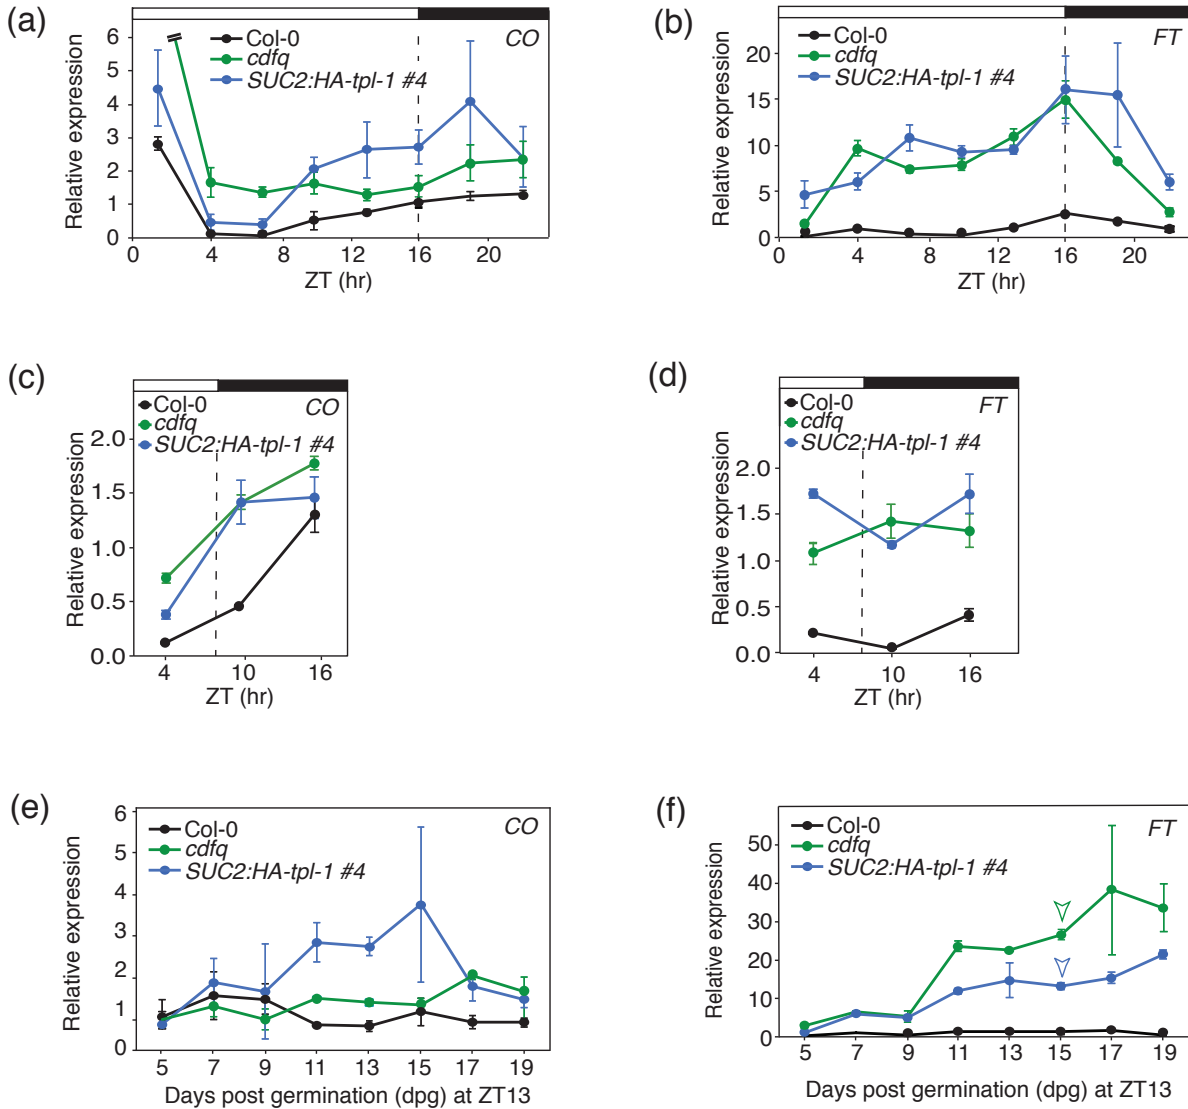 (a)
CO
Col-0
cdfq
SUC2:HA-tpl-1 #4
Relative expression
6
5
4
3
2
1
0
0 4 8 12 16 20
ZT (hr)
(b)
FT
Col-0
cdfq
SUC2:HA-tpl-1 #4
Relative expression
20
15
10
5
0
0 4 8 12 16 20
ZT (hr)
(c)
CO
Col-0
cdfq
SUC2:HA-tpl-1 #4
Relative expression
2.0
1.5
1.0
0.5
0.0
4 10 16
ZT (hr)
(d)
FT
Col-0
cdfq
SUC2:HA-tpl-1 #4
Relative expression
2.0
1.5
1.0
0.5
0.0
4 10 16
ZT (hr)
(e)
CO
Col-0
cdfq
SUC2:HA-tpl-1 #4
Relative expression
6
5
4
3
2
1
0
5 7 9 11 13 15 17 19
Days post germination (dpg) at ZT13
(f)
FT
Col-0
cdfq
SUC2:HA-tpl-1 #4
Relative expression
50
40
30
20
10
0
5 7 9 11 13 15 17 19
Days post germination (dpg) at ZT13